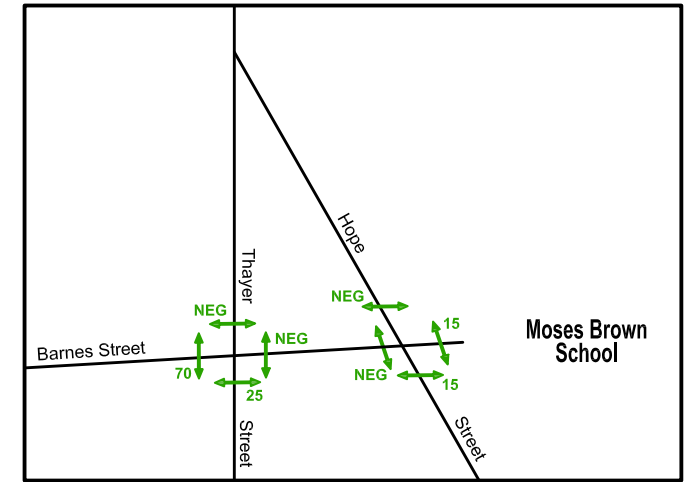 Hope
Thayer
NEG
NEG
15
NEG
Moses Brown
School
Barnes Street
70
NEG
15
25
Street
Street